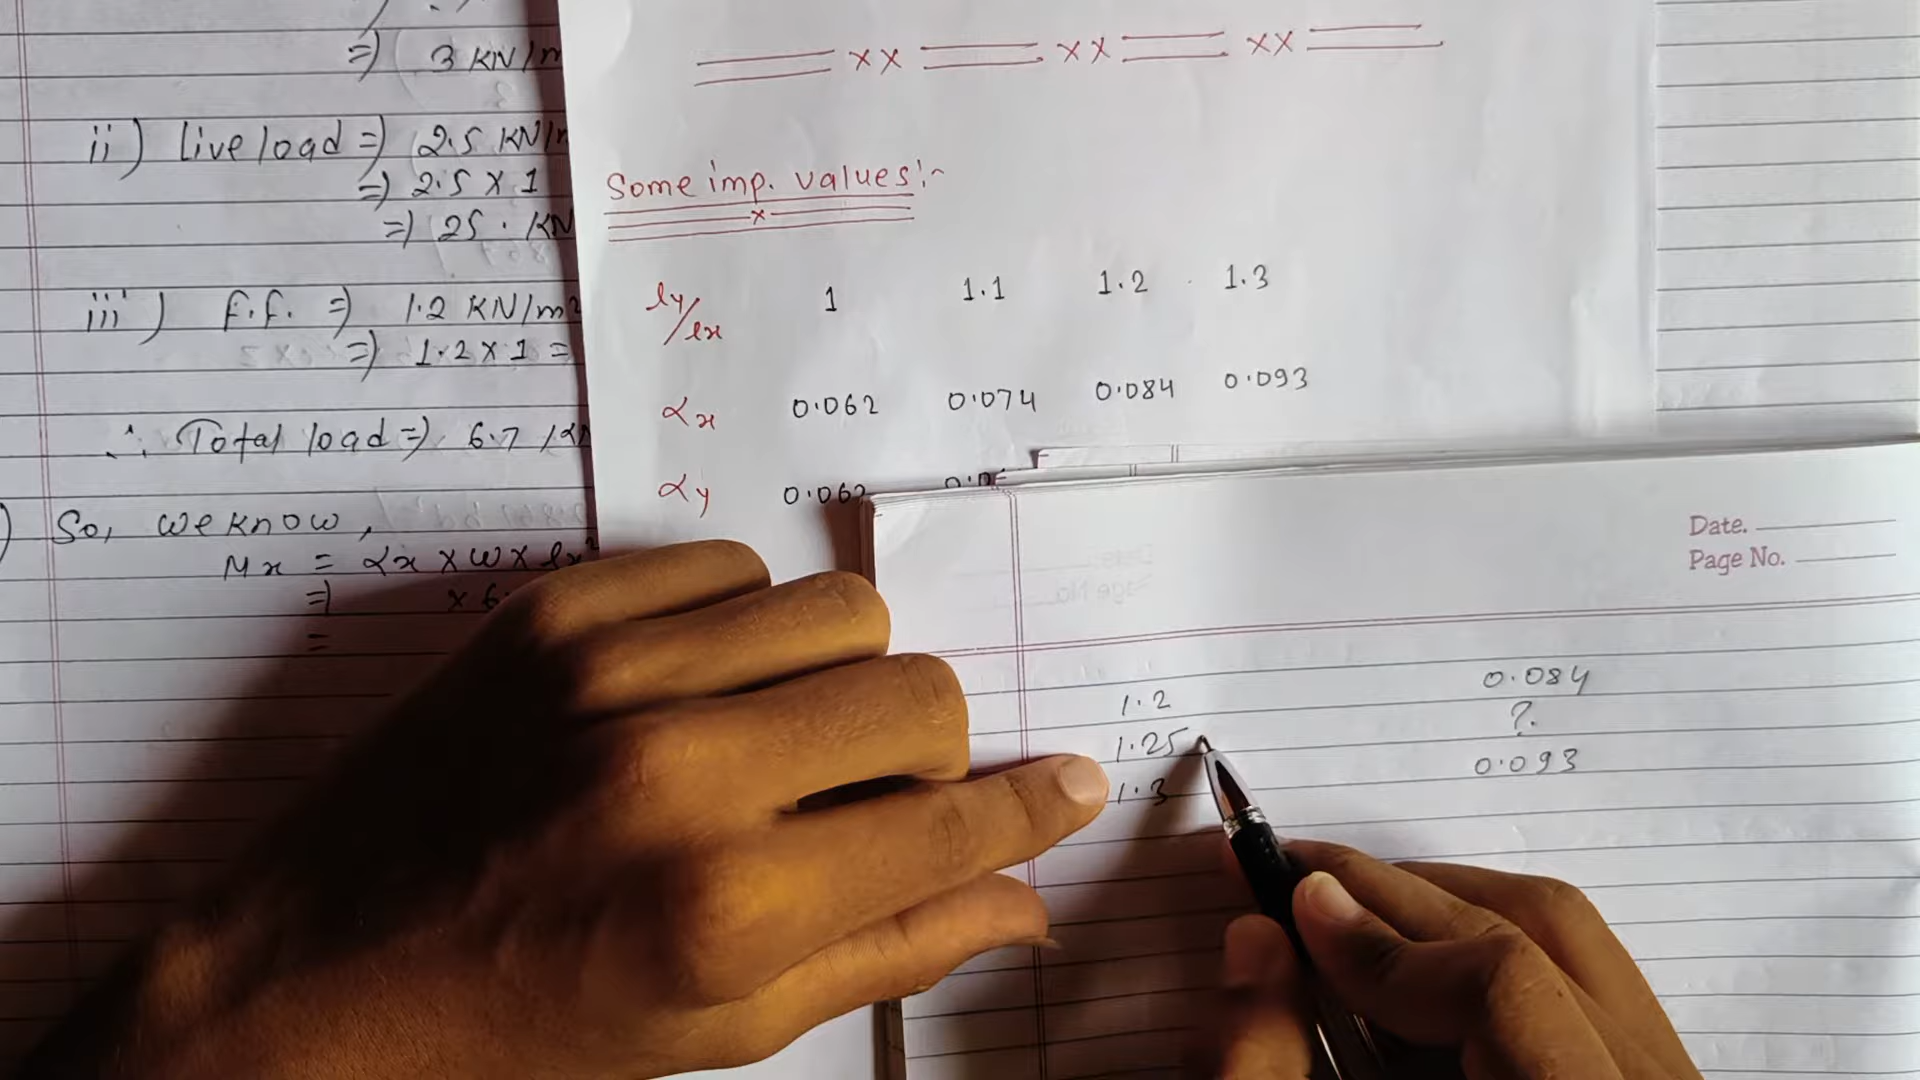 =) 3 KN/m
ii) live load =) 2.5 KN/m
=) 2.5 x 1
=) 25 . KN
iii) f.f. =) 1.2 KN/m²
=) 1.2 x 1 =
∴ Total load =) 6.7 KN
So, we know,
Mx = αx x w x lx²
=) x 6.
=
xx xx xx
Some imp. values:~
x
ly/lx 1 1.1 1.2 1.3
αx 0.062 0.074 0.084 0.093
αy 0.062
Date.
Page No.
1.2 0.084
1.25 ?.
1.3 0.093